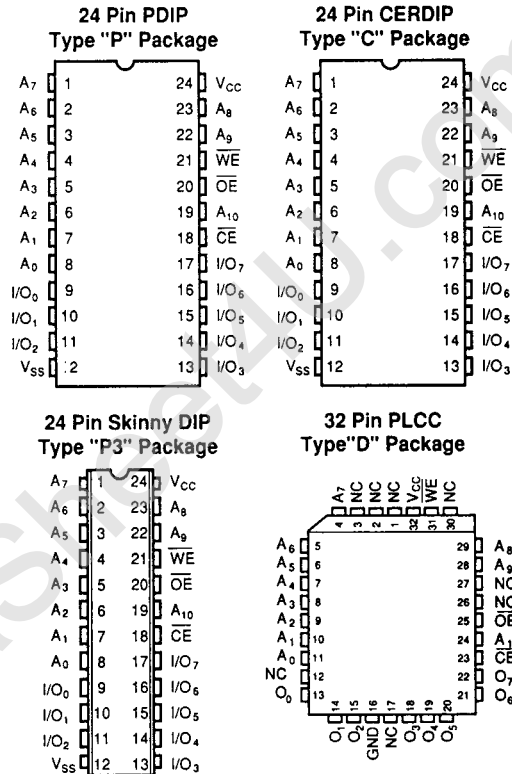 24 Pin PDIP
Type "P" Package
A7 1 24 VCC
A6 2 23 A8
A5 3 22 A9
A4 4 21 WE
A3 5 20 OE
A2 6 19 A10
A1 7 18 CE
A0 8 17 I/O7
I/O0 9 16 I/O6
I/O1 10 15 I/O5
I/O2 11 14 I/O4
VSS 12 13 I/O3
24 Pin CERDIP
Type "C" Package
A7 1 24 VCC
A6 2 23 A8
A5 3 22 A9
A4 4 21 WE
A3 5 20 OE
A2 6 19 A10
A1 7 18 CE
A0 8 17 I/O7
I/O0 9 16 I/O6
I/O1 10 15 I/O5
I/O2 11 14 I/O4
VSS 12 13 I/O3
24 Pin Skinny DIP
Type "P3" Package
A7 1 24 VCC
A6 2 23 A8
A5 3 22 A9
A4 4 21 WE
A3 5 20 OE
A2 6 19 A10
A1 7 18 CE
A0 8 17 I/O7
I/O0 9 16 I/O6
I/O1 10 15 I/O5
I/O2 11 14 I/O4
VSS 12 13 I/O3
32 Pin PLCC
Type"D" Package
A7 NC NC NC VCC WE NC
4 3 2 1 32 31 30
A6 5 29 A8
A5 6 28 A9
A4 7 27 NC
A3 8 26 NC
A2 9 25 OE
A1 10 24 A1
A0 11 23 CE
NC 12 22 O7
O0 13 21 O6
14 15 16 17 18 19 20
O1 O2 GND NC O3 O4 O5